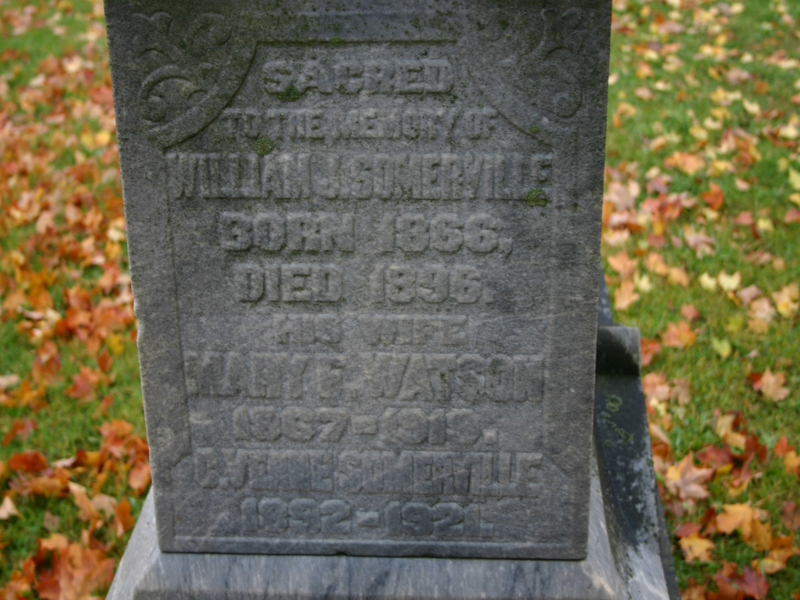 SACRED
TO THE MEMORY OF
WILLIAM J. SOMERVILLE
BORN 1866,
DIED 1896.
HIS WIFE
MARY E. WATSON
1867-1919.
SOMERVILLE
1892-1921.